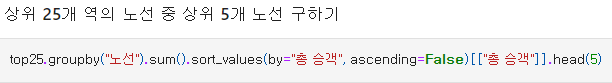 상위 25개 역의 노선 중 상위 5개 노선 구하기
top25.groupby("노선").sum().sort_values(by="총 승객", ascending=False)[["총 승객"]].head(5)